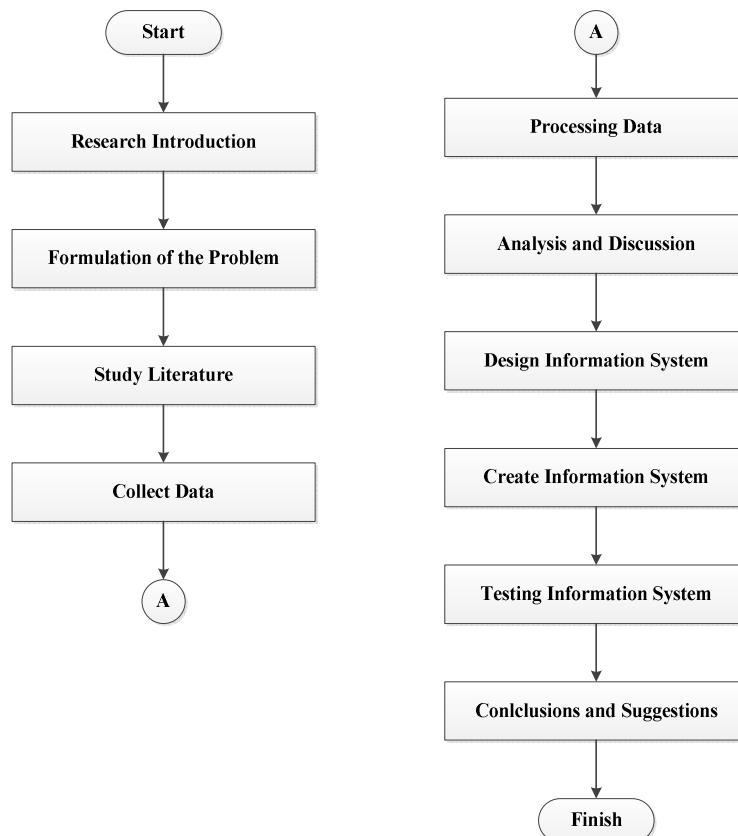 Start
Research Introduction
Formulation of the Problem
Study Literature
Collect Data
A
A
Processing Data
Analysis and Discussion
Design Information System
Create Information System
Testing Information System
Conlclusions and Suggestions
Finish